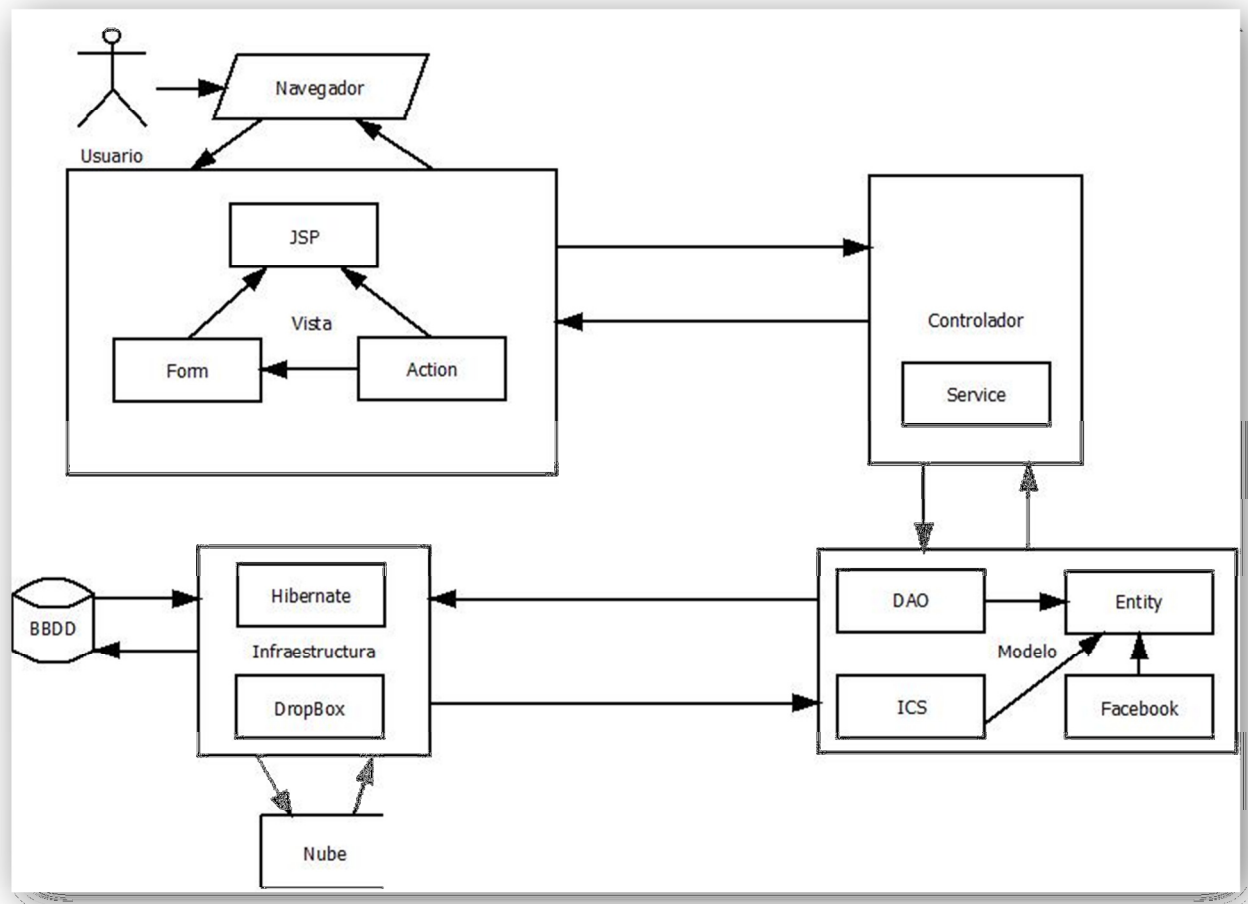 Navegador
Usuario
JSP
Vista
Form
Action
Controlador
Service
Hibernate
Infraestructura
DropBox
BBDD
Nube
DAO
Entity
Modelo
ICS
Facebook